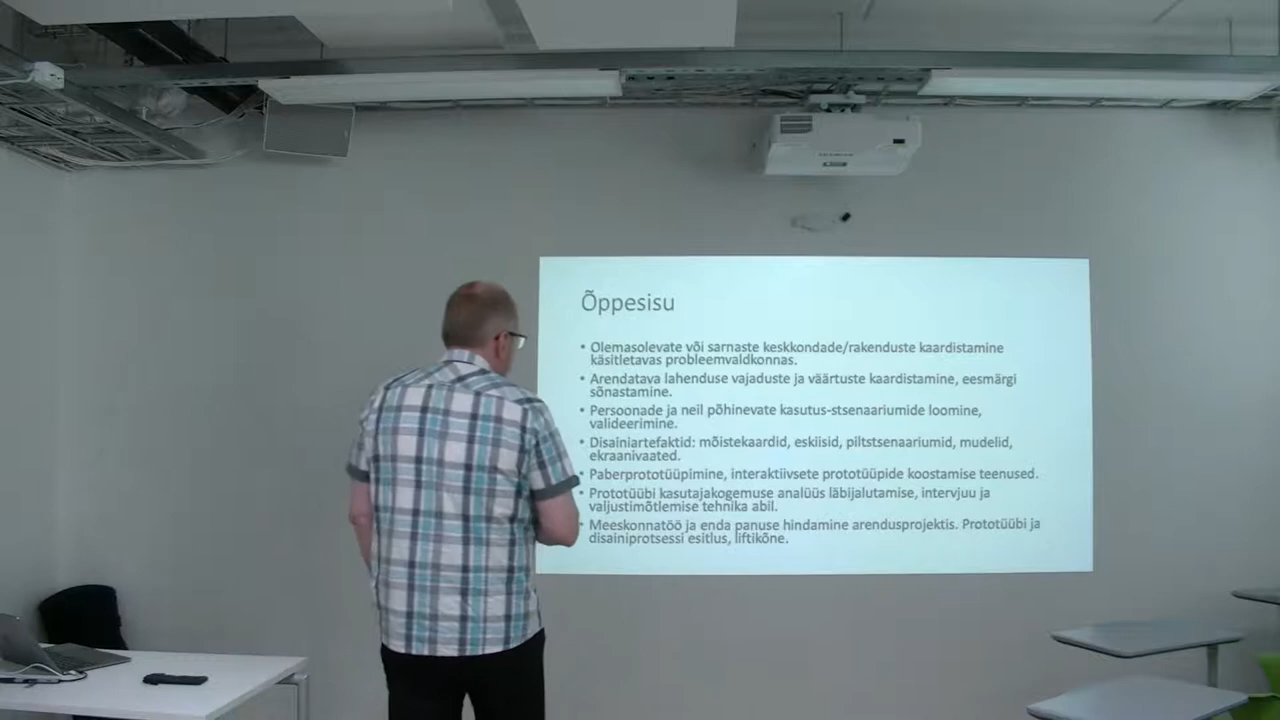 Õppesisu
• Olemasolevate või sarnaste keskkondade/rakenduste kaardistamine
käsitletavas probleemvaldkonnas.
• Arendatava lahenduse vajaduste ja väärtuste kaardistamine, eesmärgi
sõnastamine.
• Persoonade ja neil põhinevate kasutus-stsenaariumide loomine,
valideerimine.
• Disainiartefaktid: mõistekaardid, eskiisid, piltstsenaariumid, mudelid,
ekraanivaated.
• Paberprototüüpimine, interaktiivsete prototüüpide koostamise teenused.
• Prototüübi kasutajakogemuse analüüs läbijalutamise, intervjuu ja
valjustimõtlemise tehnika abil.
• Meeskonnatöö ja enda panuse hindamine arendusprojektis. Prototüübi ja
disainiprotsessi esitlus, liftikõne.